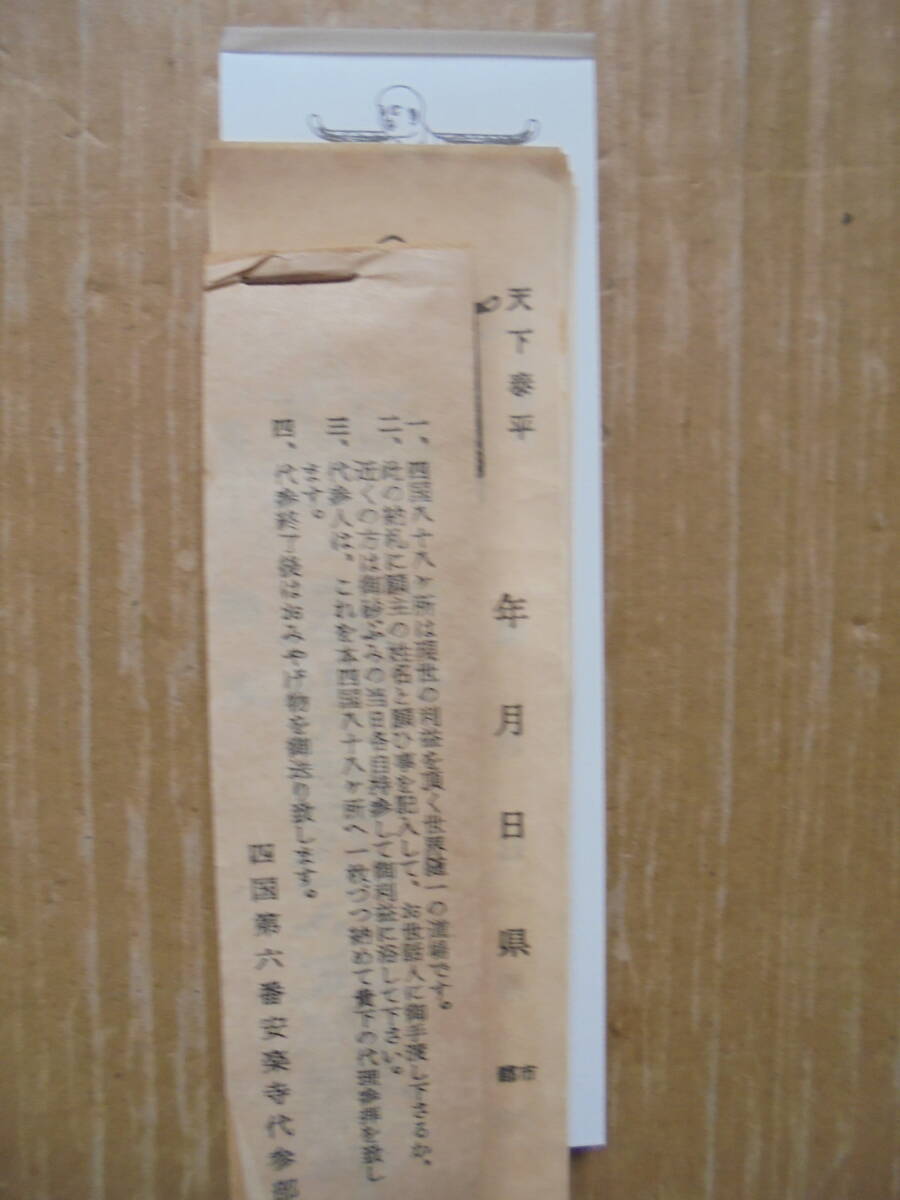 天下泰平
年月日県
郡市
一、四国八十八ヶ所は現世の利益を頂く世界随一の道場です。
二、此の納札に願主の姓名と願ひ事を記入して、お世話人に御手渡し下さるか、
近くの方は御砂ふみの当日各自持参して御利益に浴して下さい。
三、代参人は、これを本四国八十八ヶ所へ一枚づつ納めて貴下の代理参拝を致し
ます。
四、代参終了後はおみやげ物を御送り致します。
四国第六番安楽寺代参部